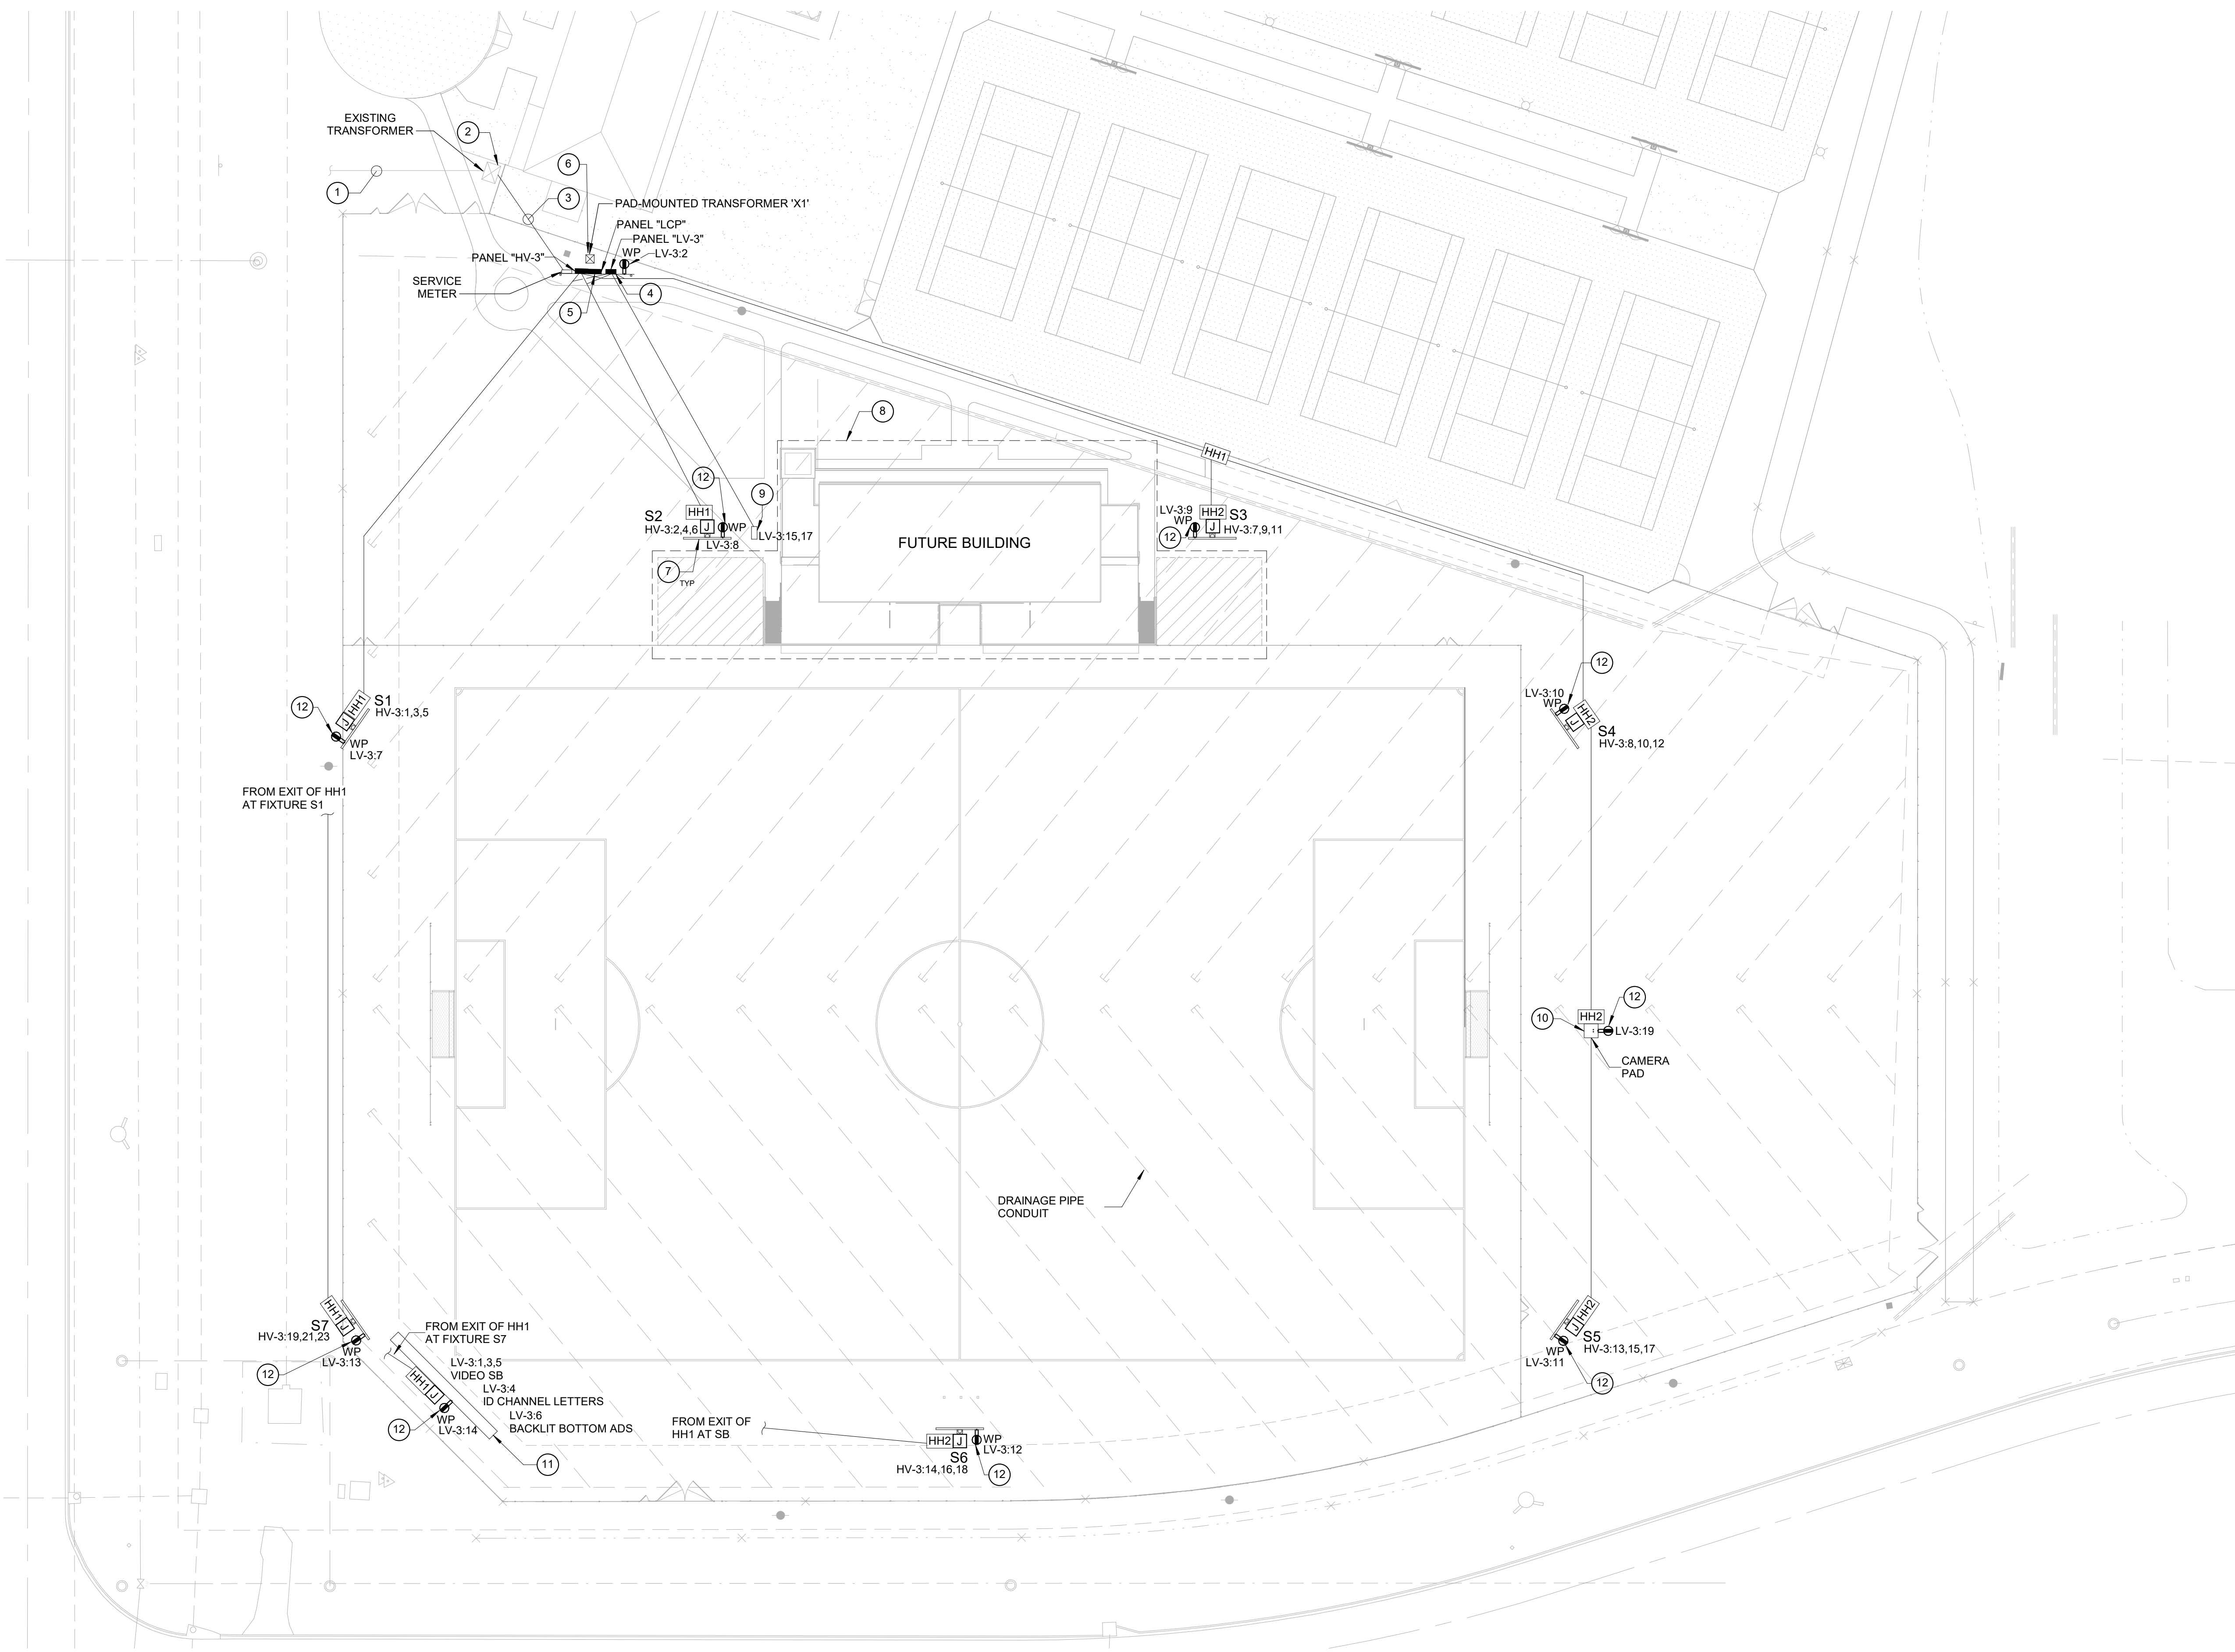 EXISTING
TRANSFORMER
2
6
1
3
PAD-MOUNTED TRANSFORMER 'X1'
PANEL "LCP"
PANEL "LV-3"
WP
LV-3:2
PANEL "HV-3"
SERVICE
METER
4
5
8
12
9
HH1
S2
HV-3:2,4,6
J
WP
LV-3:8
LV-3:15,17
7
TYP
FUTURE BUILDING
HH1
LV-3:9
WP
HH2
S3
J
HV-3:7,9,11
12
12
HH1
S1
HV-3:1,3,5
J
WP
LV-3:7
12
LV-3:10
WP
HH2
J
S4
HV-3:8,10,12
FROM EXIT OF HH1
AT FIXTURE S1
12
HH2
10
LV-3:19
CAMERA
PAD
DRAINAGE PIPE
CONDUIT
HH1
J
S7
HV-3:19,21,23
WP
LV-3:13
12
FROM EXIT OF HH1
AT FIXTURE S7
LV-3:1,3,5
VIDEO SB
LV-3:4
ID CHANNEL LETTERS
LV-3:6
BACKLIT BOTTOM ADS
HH1
J
WP
LV-3:14
12
11
FROM EXIT OF
HH1 AT SB
HH2
J
WP
LV-3:12
S6
HV-3:14,16,18
12
HH2
J
S5
HV-3:13,15,17
WP
LV-3:11
12